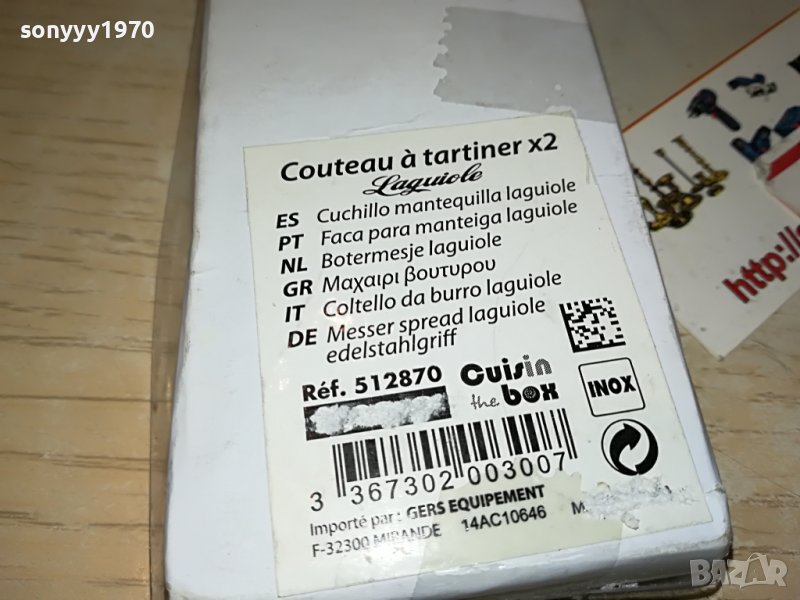 sonyyy1970
Couteau à tartiner x2
Laguiole
ES Cuchillo mantequilla laguiole
PT Faca para manteiga laguiole
NL Botermesje laguiole
GR Μαχαιρι βουτυρου
IT Coltello da burro laguiole
DE Messer spread laguiole
edelstahlgriff
Réf. 512870
Cuisin
the box
INOX
3 367302 003007
Importé par : GERS EQUIPEMENT
F-32300 MIRANDE 14AC10646
http://
BAZAR